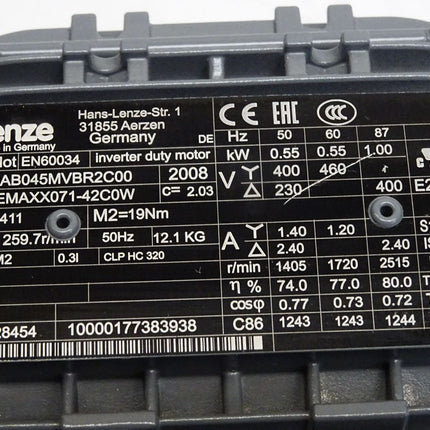 Hans-Lenze-Str. 1
31855 Aerzen
Germany DE
in Germany
EN60034 inverter duty motor
AB045MVBR2C00 2008
EMAXX071-42C0W C= 2.03
411 M2=19Nm
259.7r/min 50Hz 12.1 KG
M2 0.3l CLP HC 320
28454 10000177383938 C86
CE EAC CCC
Hz 50 60 87
kW 0.55 0.55 1.00
V Y 400 460
Δ 230 400 E2
A Y 1.40 1.20
Δ 2.40 2.40 IS
r/min 1405 1720 2515
η % 74.0 77.0 80.0
cosφ 0.77 0.73 0.72
1243 1243 1244